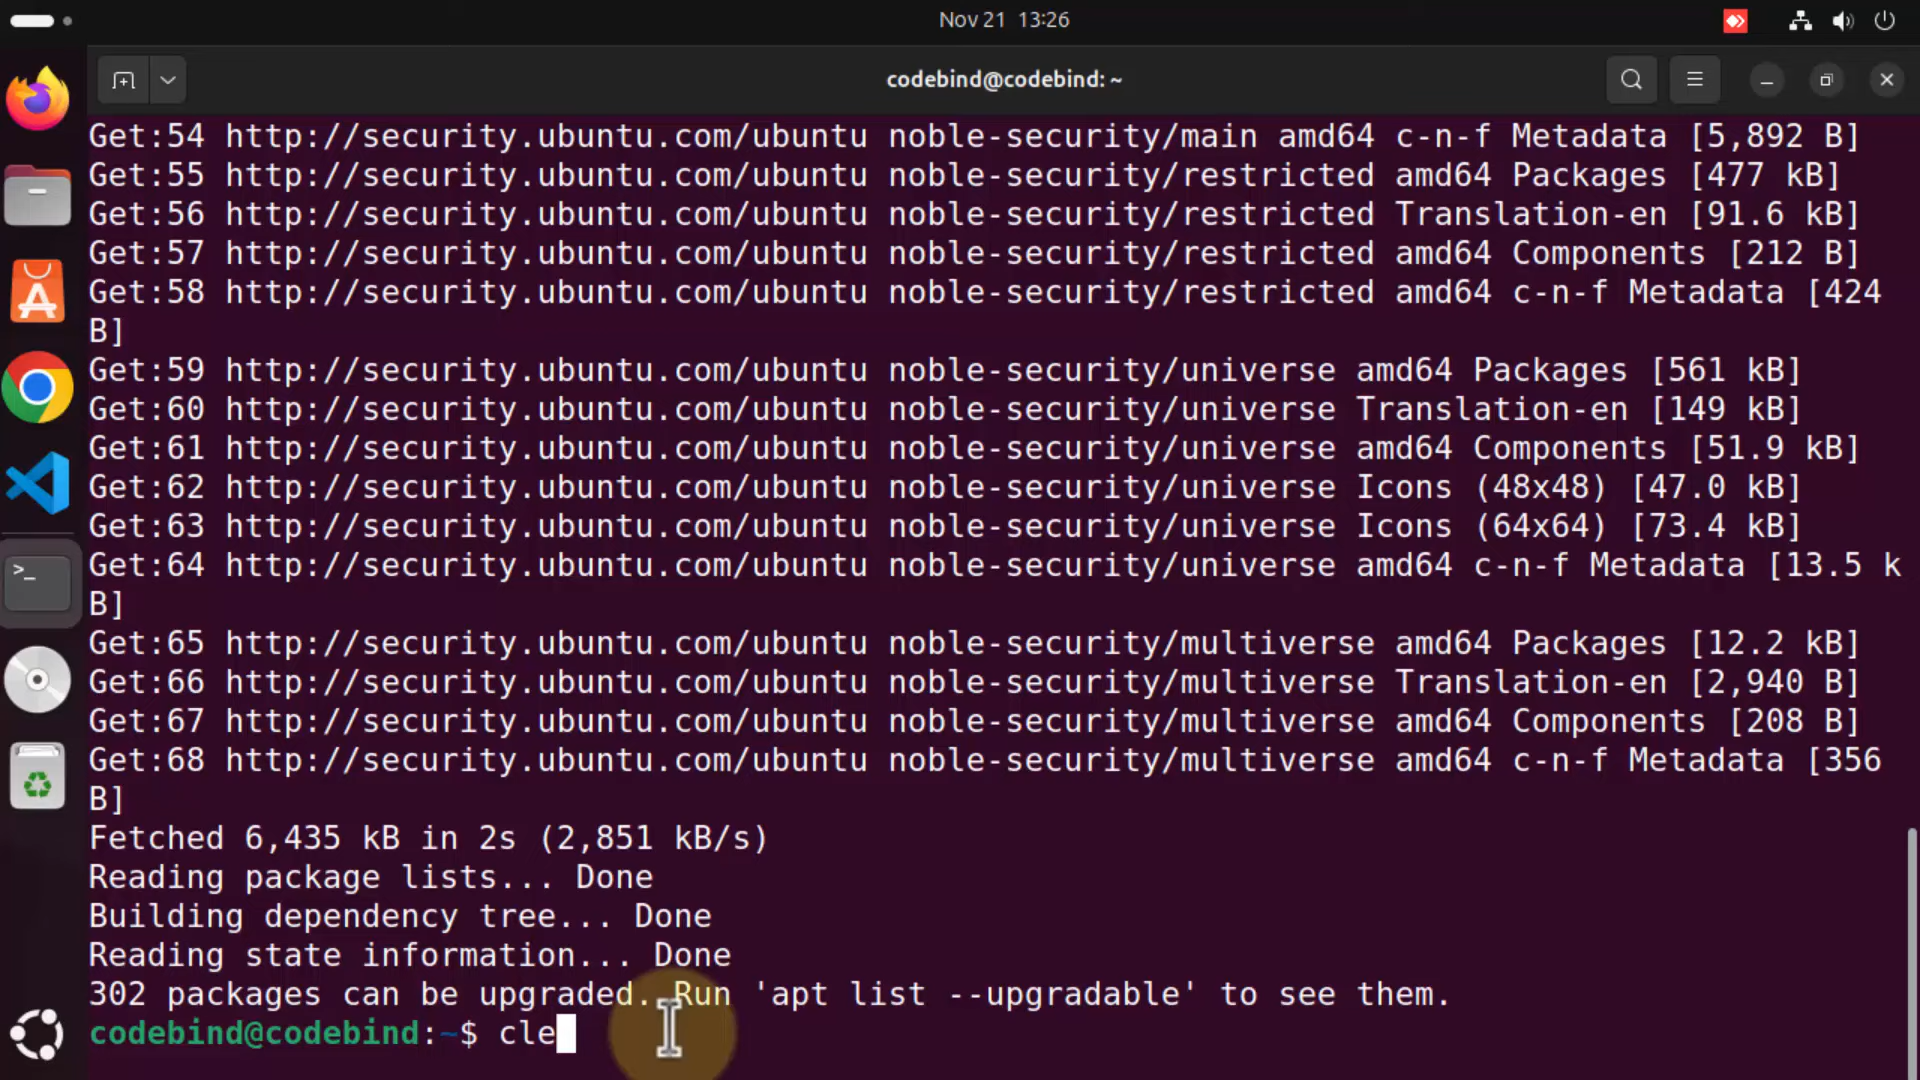 Nov 21 13:26
codebind@codebind: ~
Get:54 http://security.ubuntu.com/ubuntu noble-security/main amd64 c-n-f Metadata [5,892 B]
Get:55 http://security.ubuntu.com/ubuntu noble-security/restricted amd64 Packages [477 kB]
Get:56 http://security.ubuntu.com/ubuntu noble-security/restricted Translation-en [91.6 kB]
Get:57 http://security.ubuntu.com/ubuntu noble-security/restricted amd64 Components [212 B]
Get:58 http://security.ubuntu.com/ubuntu noble-security/restricted amd64 c-n-f Metadata [424
B]
Get:59 http://security.ubuntu.com/ubuntu noble-security/universe amd64 Packages [561 kB]
Get:60 http://security.ubuntu.com/ubuntu noble-security/universe Translation-en [149 kB]
Get:61 http://security.ubuntu.com/ubuntu noble-security/universe amd64 Components [51.9 kB]
Get:62 http://security.ubuntu.com/ubuntu noble-security/universe Icons (48x48) [47.0 kB]
Get:63 http://security.ubuntu.com/ubuntu noble-security/universe Icons (64x64) [73.4 kB]
Get:64 http://security.ubuntu.com/ubuntu noble-security/universe amd64 c-n-f Metadata [13.5 k
B]
Get:65 http://security.ubuntu.com/ubuntu noble-security/multiverse amd64 Packages [12.2 kB]
Get:66 http://security.ubuntu.com/ubuntu noble-security/multiverse Translation-en [2,940 B]
Get:67 http://security.ubuntu.com/ubuntu noble-security/multiverse amd64 Components [208 B]
Get:68 http://security.ubuntu.com/ubuntu noble-security/multiverse amd64 c-n-f Metadata [356
B]
Fetched 6,435 kB in 2s (2,851 kB/s)
Reading package lists... Done
Building dependency tree... Done
Reading state information... Done
302 packages can be upgraded. Run 'apt list --upgradable' to see them.
codebind@codebind:~$ cle